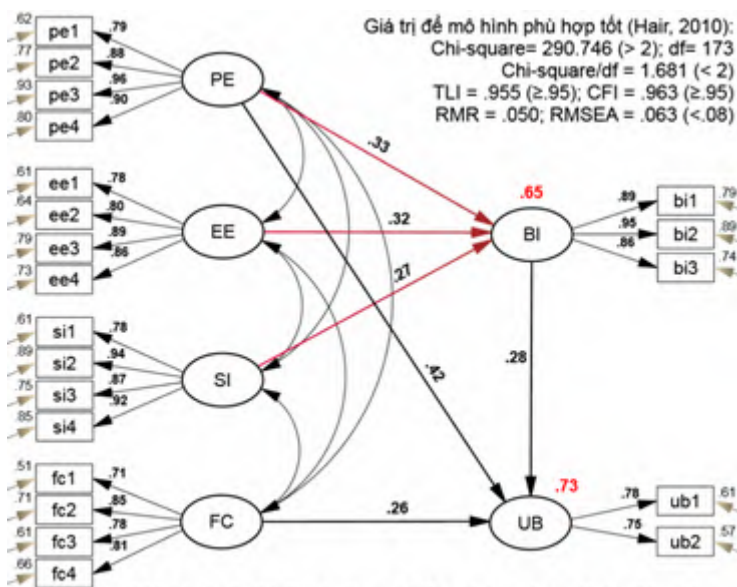 Giá trị để mô hình phù hợp tốt (Hair, 2010):
Chi-square= 290.746 (> 2); df= 173
Chi-square/df = 1.681 (< 2)
TLI = .955 (≥.95); CFI = .963 (≥.95)
RMR = .050; RMSEA = .063 (<.08)
.62
pe1
.79
.77
pe2
.88
.93
pe3
.96
.80
pe4
.90
PE
.61
ee1
.78
.64
ee2
.80
.79
ee3
.89
.73
ee4
.86
EE
.61
si1
.78
.89
si2
.94
.75
si3
.87
.85
si4
.92
SI
.51
fc1
.71
.71
fc2
.85
.61
fc3
.78
.66
fc4
.81
FC
.33
.32
.27
.42
.26
.28
.65
BI
.89
bi1
.79
.95
bi2
.89
.86
bi3
.74
.73
UB
.78
ub1
.61
.75
ub2
.57